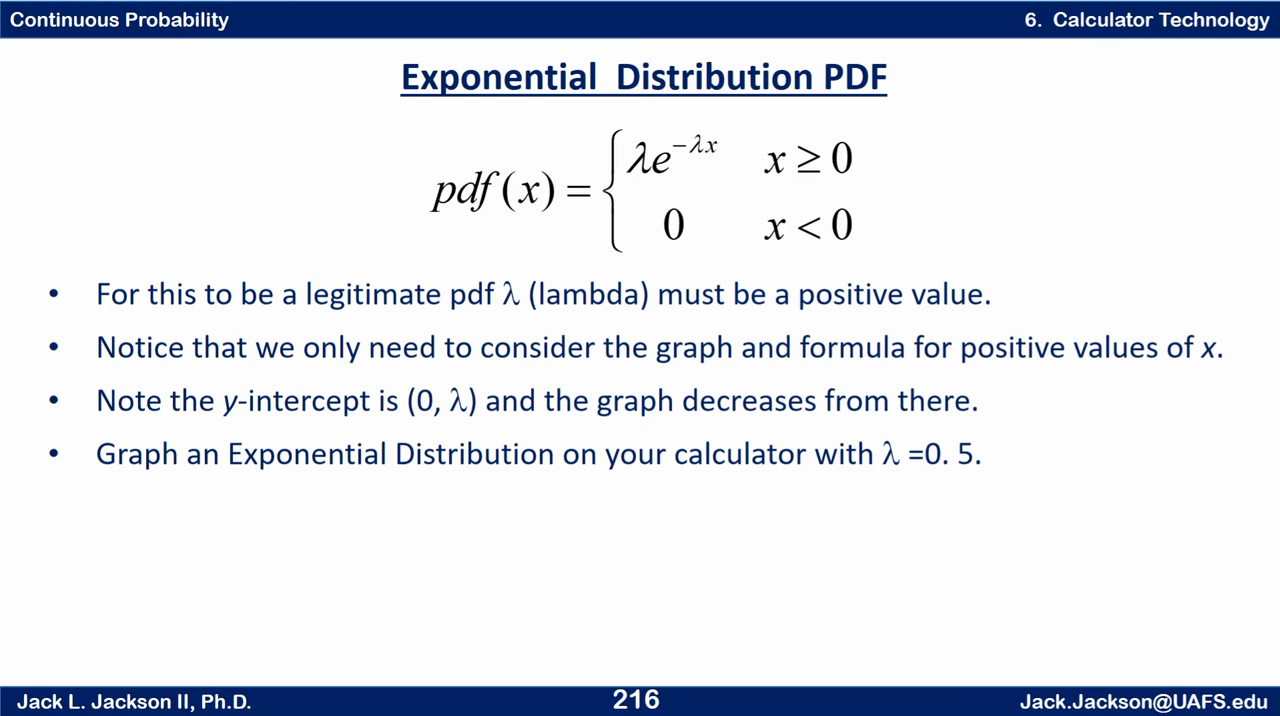 Continuous Probability
6. Calculator Technology
Exponential Distribution PDF
pdf(x) = { λe^{-λx} x ≥ 0
0 x < 0
• For this to be a legitimate pdf λ (lambda) must be a positive value.
• Notice that we only need to consider the graph and formula for positive values of x.
• Note the y-intercept is (0, λ) and the graph decreases from there.
• Graph an Exponential Distribution on your calculator with λ =0. 5.
Jack L. Jackson II, Ph.D.
216
Jack.Jackson@UAFS.edu